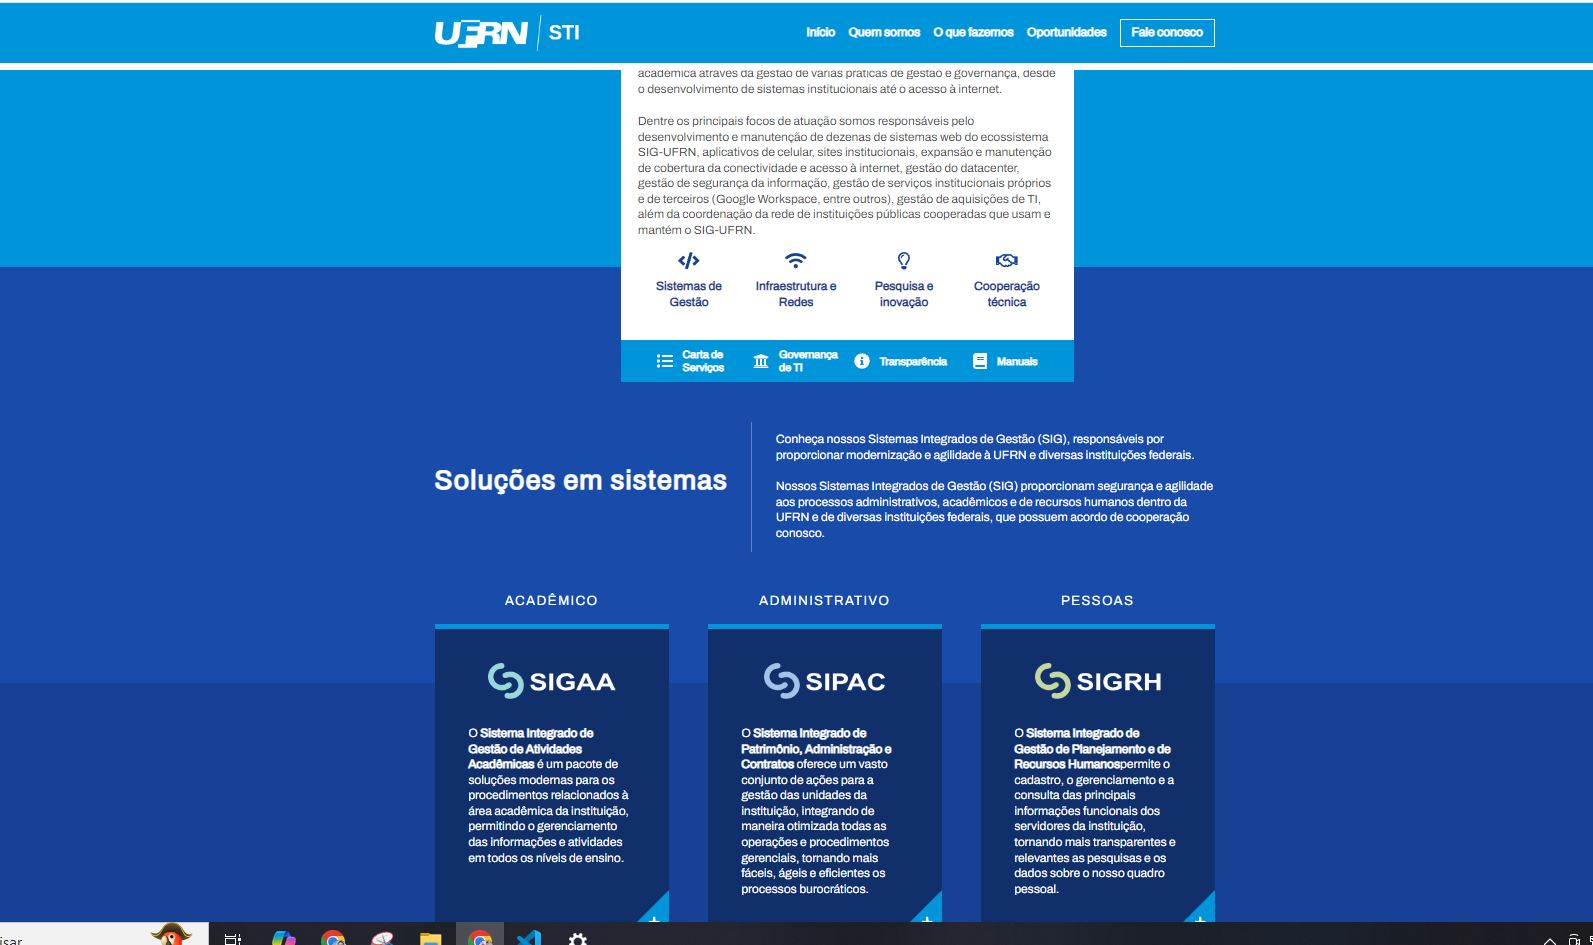 UFRN STI
Início Quem somos O que fazemos Oportunidades Fale conosco
acadêmica através da gestão de várias práticas de gestão e governança, desde
o desenvolvimento de sistemas institucionais até o acesso à internet.
Dentre os principais focos de atuação somos responsáveis pelo
desenvolvimento e manutenção de dezenas de sistemas web do ecossistema
SIG-UFRN, aplicativos de celular, sites institucionais, expansão e manutenção
de cobertura da conectividade e acesso à internet, gestão do datacenter,
gestão de segurança da informação, gestão de serviços institucionais próprios
e de terceiros (Google Workspace, entre outros), gestão de aquisições de TI,
além da coordenação da rede de instituições públicas cooperadas que usam e
mantém o SIG-UFRN.
Sistemas de
Gestão
Infraestrutura e
Redes
Pesquisa e
inovação
Cooperação
técnica
Carta de
Serviços
Governança
de TI
Transparência
Manuais
Soluções em sistemas
Conheça nossos Sistemas Integrados de Gestão (SIG), responsáveis por
proporcionar modernização e agilidade à UFRN e diversas instituições federais.
Nossos Sistemas Integrados de Gestão (SIG) proporcionam segurança e agilidade
aos processos administrativos, acadêmicos e de recursos humanos dentro da
UFRN e de diversas instituições federais, que possuem acordo de cooperação
conosco.
ACADÊMICO
SIGAA
O Sistema Integrado de
Gestão de Atividades
Acadêmicas é um pacote de
soluções modernas para os
procedimentos relacionados à
área acadêmica da instituição,
permitindo o gerenciamento
das informações e atividades
em todos os níveis de ensino.
+
ADMINISTRATIVO
SIPAC
O Sistema Integrado de
Patrimônio, Administração e
Contratos oferece um vasto
conjunto de ações para a
gestão das unidades da
instituição, integrando de
maneira otimizada todas as
operações e procedimentos
gerenciais, tornando mais
fáceis, ágeis e eficientes os
processos burocráticos.
+
PESSOAS
SIGRH
O Sistema Integrado de
Gestão de Planejamento e de
Recursos Humanospermite o
cadastro, o gerenciamento e a
consulta das principais
informações funcionais dos
servidores da instituição,
tornando mais transparentes e
relevantes as pesquisas e os
dados sobre o nosso quadro
pessoal.
+
isar